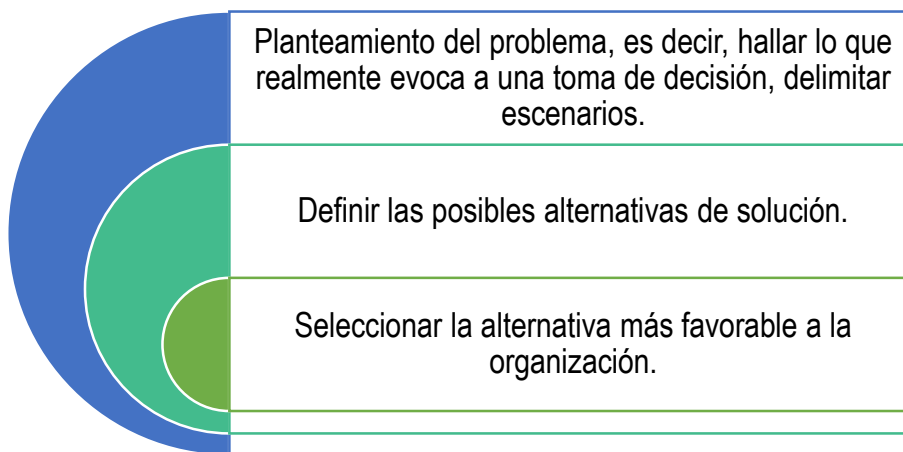 Planteamiento del problema, es decir, hallar lo que
realmente evoca a una toma de decisión, delimitar
escenarios.
Definir las posibles alternativas de solución.
Seleccionar la alternativa más favorable a la
organización.